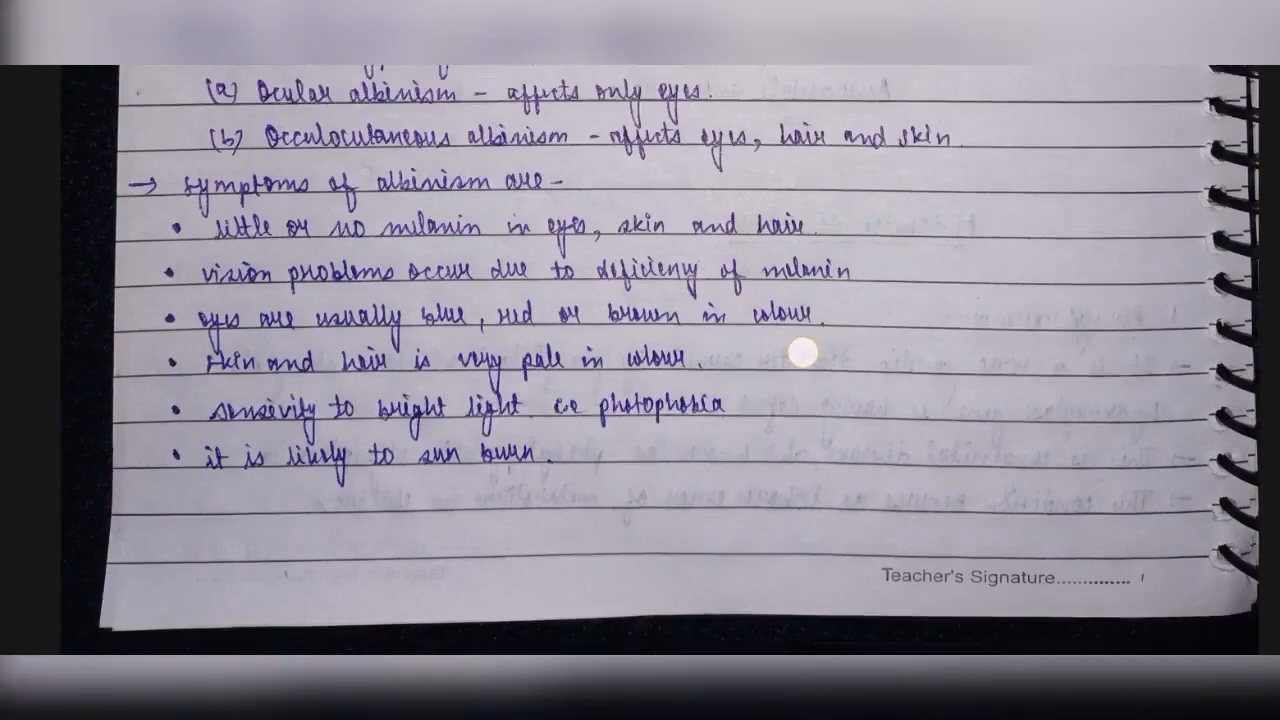 (a) Ocular albinism - affects only eyes.
(b) Occulocutaneous albinism - affects eyes, hair and skin.
→ symptoms of albinism are -
• little or no melanin in eyes, skin and hair.
• vision problems occur due to deficieny of melanin
• eyes are usually blue, red or brown in colour.
• skin and hair is very pale in colour.
• sensivity to bright light i.e photophobia
• it is likely to sun burn.
Teacher's Signature..............